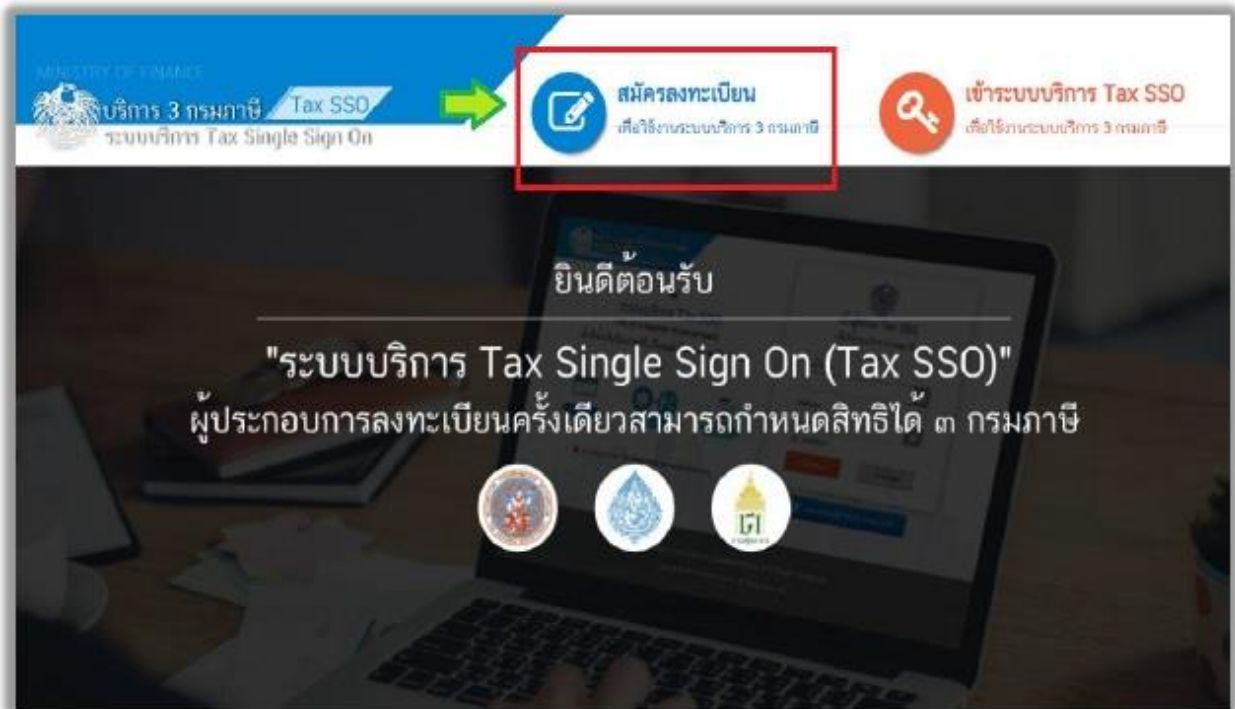 MINISTRY OF FINANCE
บริการ 3 กรมภาษี Tax SSO
ระบบบริการ Tax Single Sign On
สมัครลงทะเบียน
เพื่อใช้งานระบบบริการ 3 กรมภาษี
เข้าระบบบริการ Tax SSO
เพื่อใช้งานระบบบริการ 3 กรมภาษี
ยินดีต้อนรับ
"ระบบบริการ Tax Single Sign On (Tax SSO)"
ผู้ประกอบการลงทะเบียนครั้งเดียวสามารถกำหนดสิทธิได้ ๓ กรมภาษี